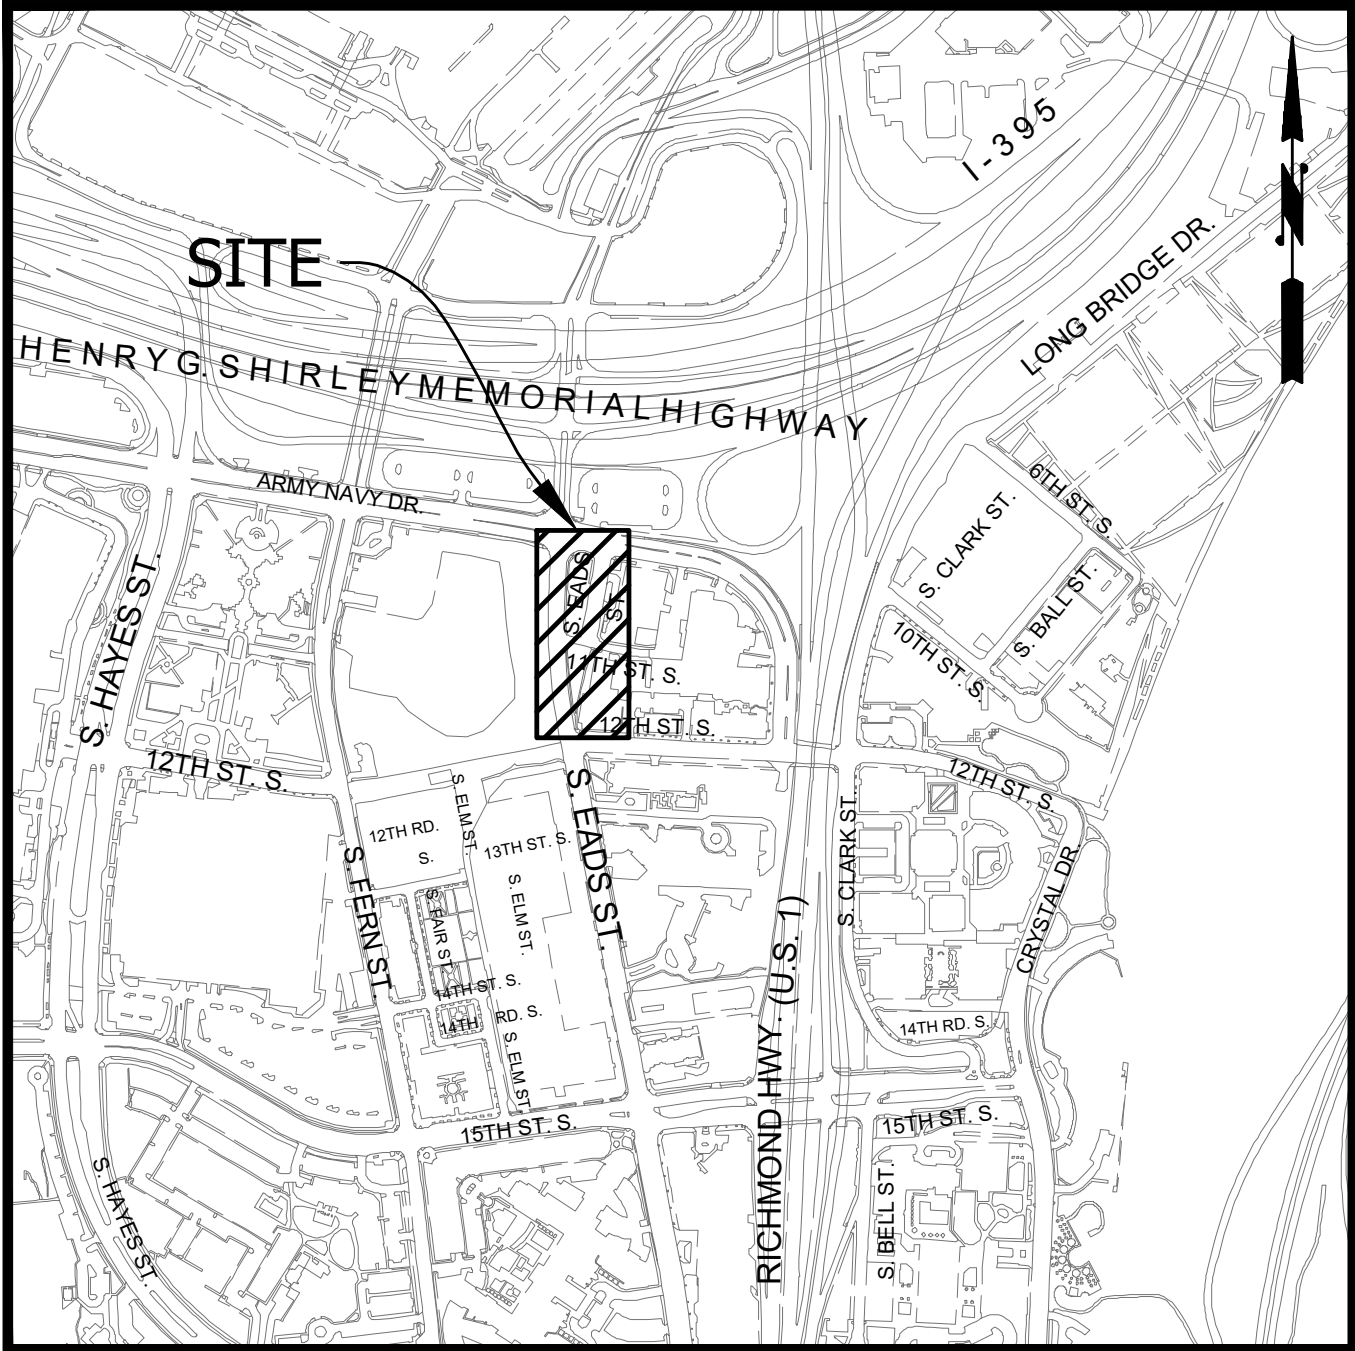 I-395
N
LONG BRIDGE DR.
SITE
HENRY G. SHIRLEY MEMORIAL HIGHWAY
ARMY NAVY DR.
6TH ST. S.
S. CLARK ST.
S. BALL ST.
10TH ST. S.
S. HAYES ST.
S. EADS
ST.
11TH ST. S.
12TH ST. S.
12TH ST. S.
12TH ST. S.
S. ELM ST.
S. EADS ST.
12TH RD.
S.
13TH ST. S.
S. CLARK ST.
CRYSTAL DR.
S. FERN ST.
S. FAIR ST.
S. ELM ST.
RICHMOND HWY. (U.S. 1)
14TH ST. S.
14TH RD. S.
14TH RD. S.
S. ELM ST.
15TH ST. S.
15TH ST. S.
S. HAYES ST.
S. BELL ST.